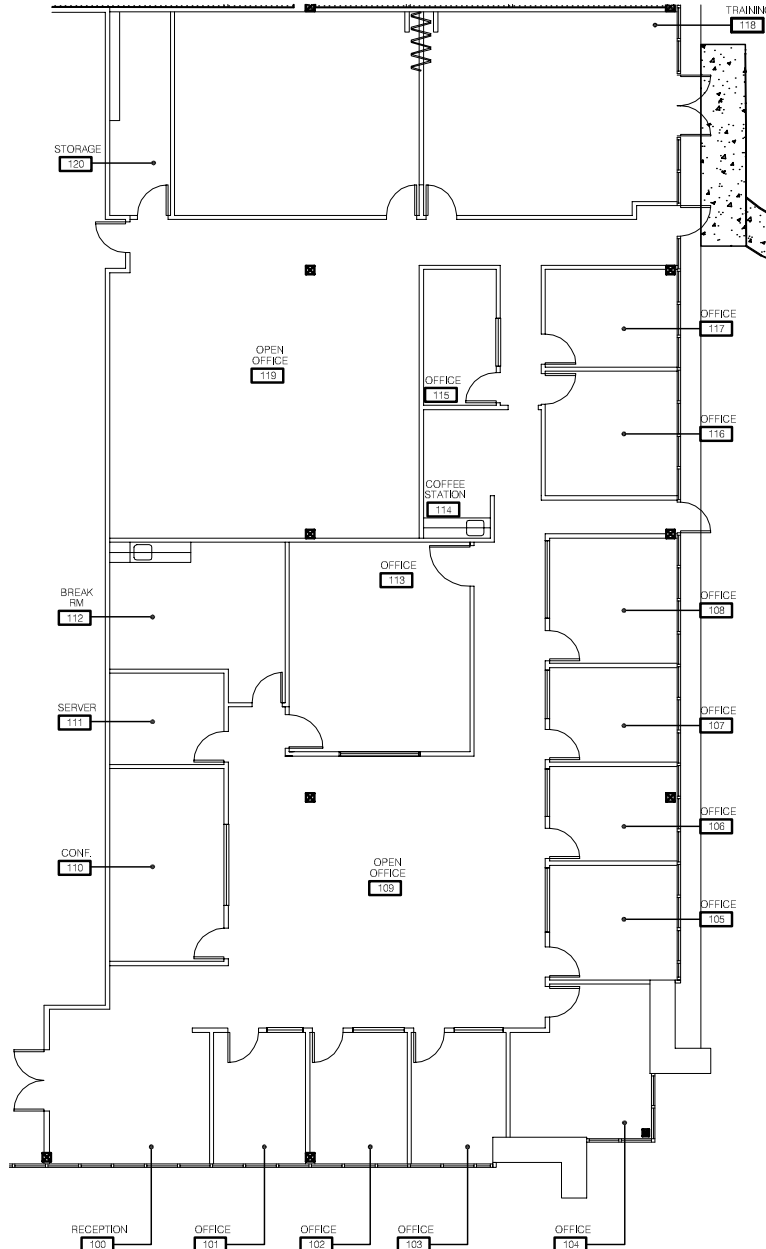 TRAINING
118
STORAGE
120
OFFICE
117
OPEN
OFFICE
119
OFFICE
115
OFFICE
116
COFFEE
STATION
114
OFFICE
113
BREAK
RM
112
OFFICE
108
SERVER
111
OFFICE
107
OFFICE
106
CONF.
110
OPEN
OFFICE
109
OFFICE
105
RECEPTION
100
OFFICE
101
OFFICE
102
OFFICE
103
OFFICE
104